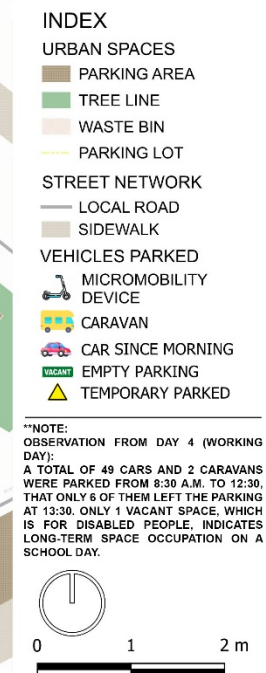 INDEX
URBAN SPACES
PARKING AREA
TREE LINE
WASTE BIN
PARKING LOT
STREET NETWORK
LOCAL ROAD
SIDEWALK
VEHICLES PARKED
MICROMOBILITY
DEVICE
CARAVAN
CAR SINCE MORNING
VACANT EMPTY PARKING
TEMPORARY PARKED
**NOTE:
OBSERVATION FROM DAY 4 (WORKING
DAY):
A TOTAL OF 49 CARS AND 2 CARAVANS
WERE PARKED FROM 8:30 A.M. TO 12:30,
THAT ONLY 6 OF THEM LEFT THE PARKING
AT 13:30. ONLY 1 VACANT SPACE, WHICH
IS FOR DISABLED PEOPLE, INDICATES
LONG-TERM SPACE OCCUPATION ON A
SCHOOL DAY.
0 1 2 m